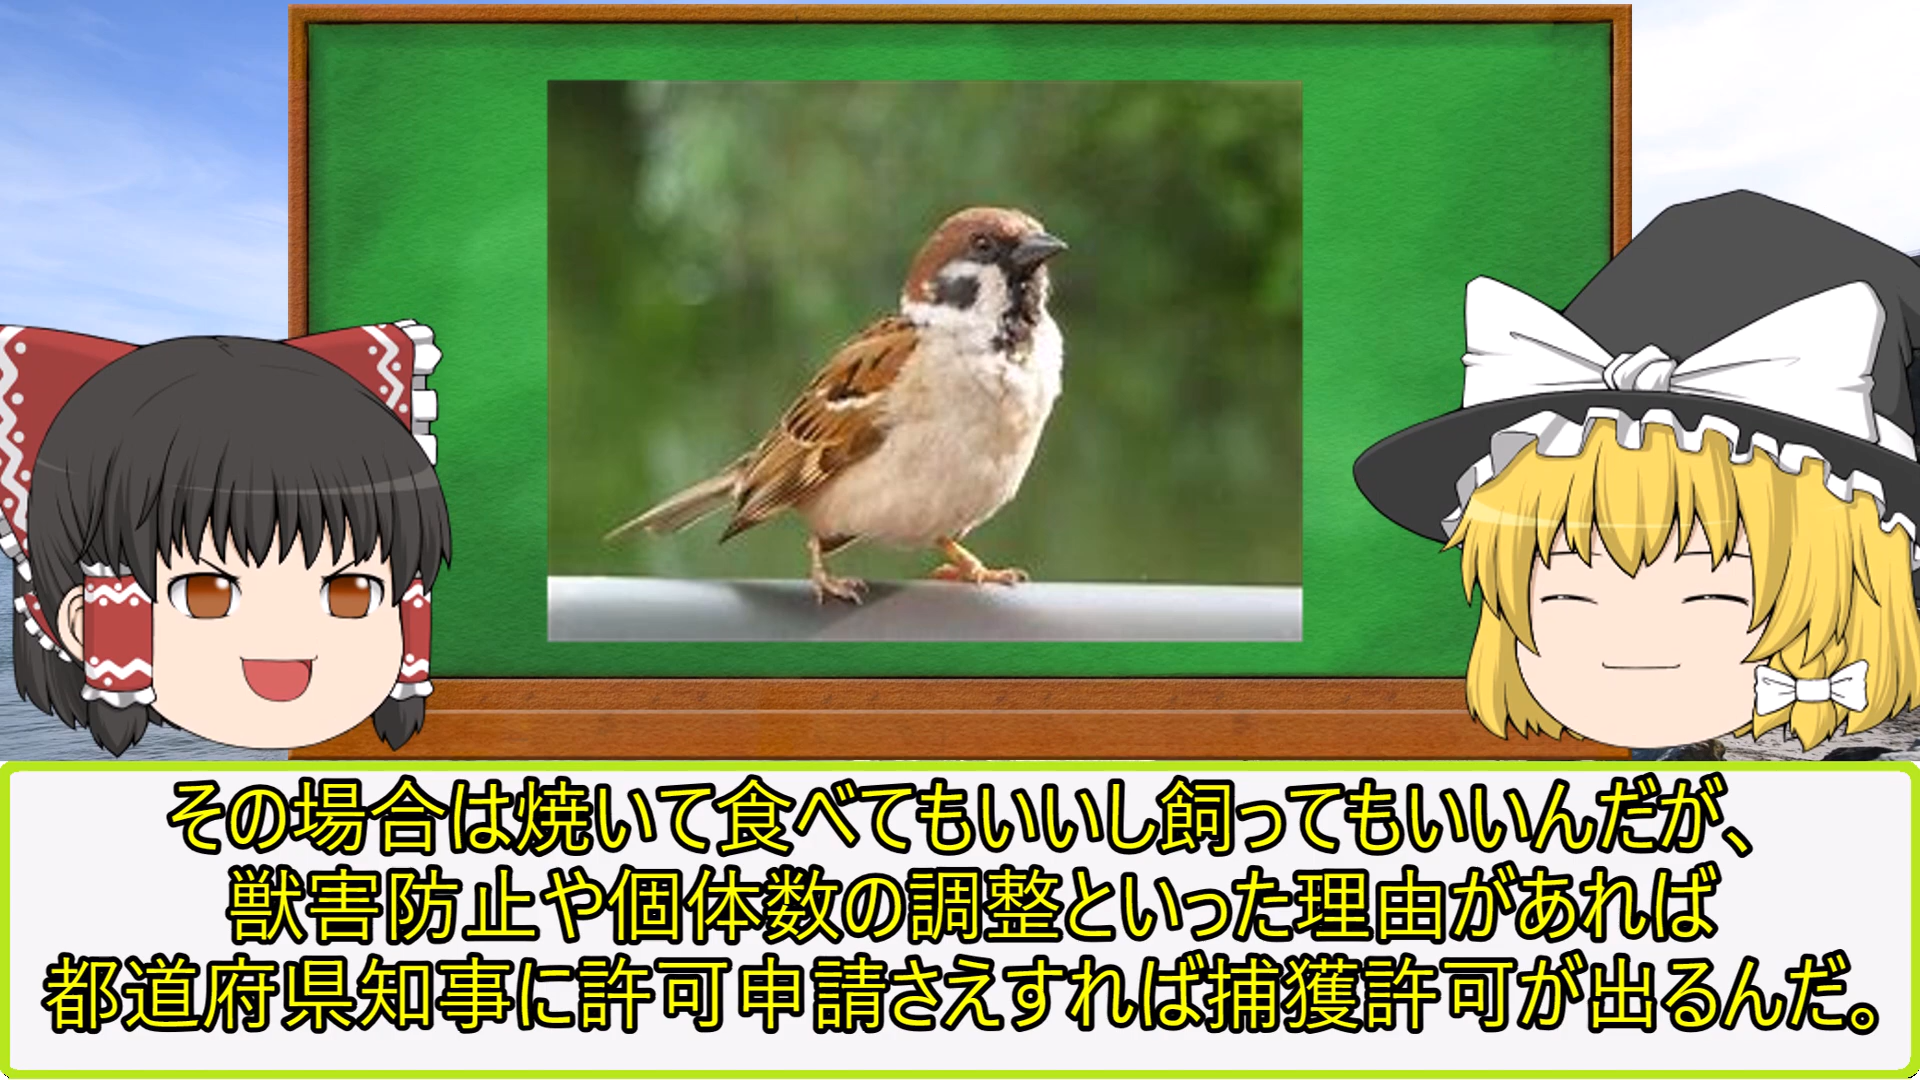 その場合は焼いて食べてもいいし飼ってもいいんだが、
獣害防止や個体数の調整といった理由があれば
都道府県知事に許可申請さえすれば捕獲許可が出るんだ。